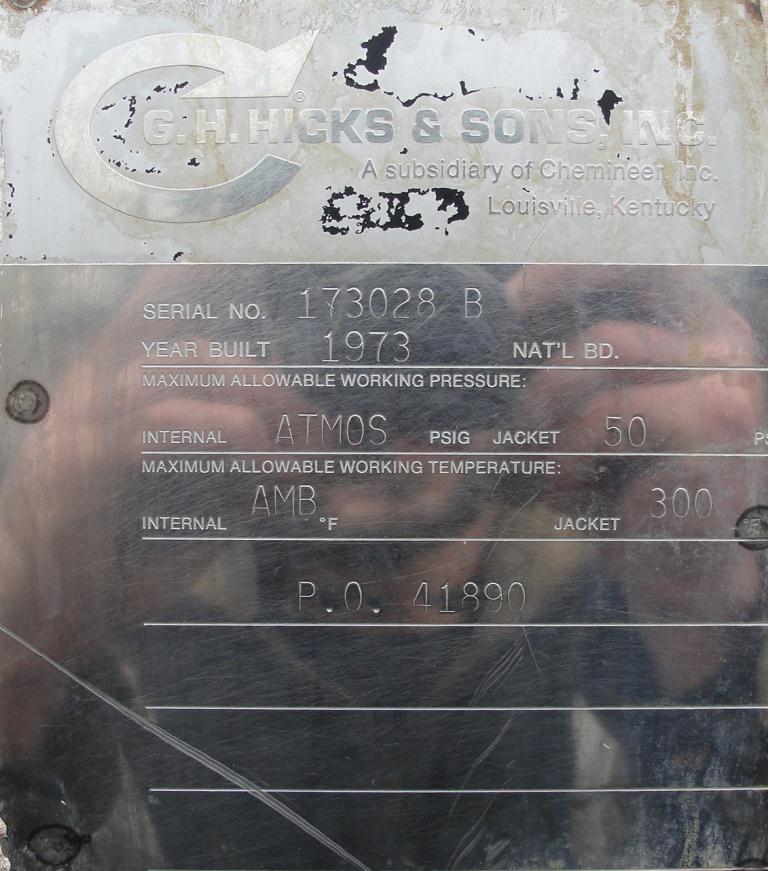 ®
G.H. HICKS & SONS, INC.
A subsidiary of Chemineer, Inc.
Louisville, Kentucky
SERIAL NO. 173028 B
YEAR BUILT 1973 NAT'L BD.
MAXIMUM ALLOWABLE WORKING PRESSURE:
INTERNAL ATMOS PSIG JACKET 50
MAXIMUM ALLOWABLE WORKING TEMPERATURE:
INTERNAL AMB °F JACKET 300 °F
P.O. 41890